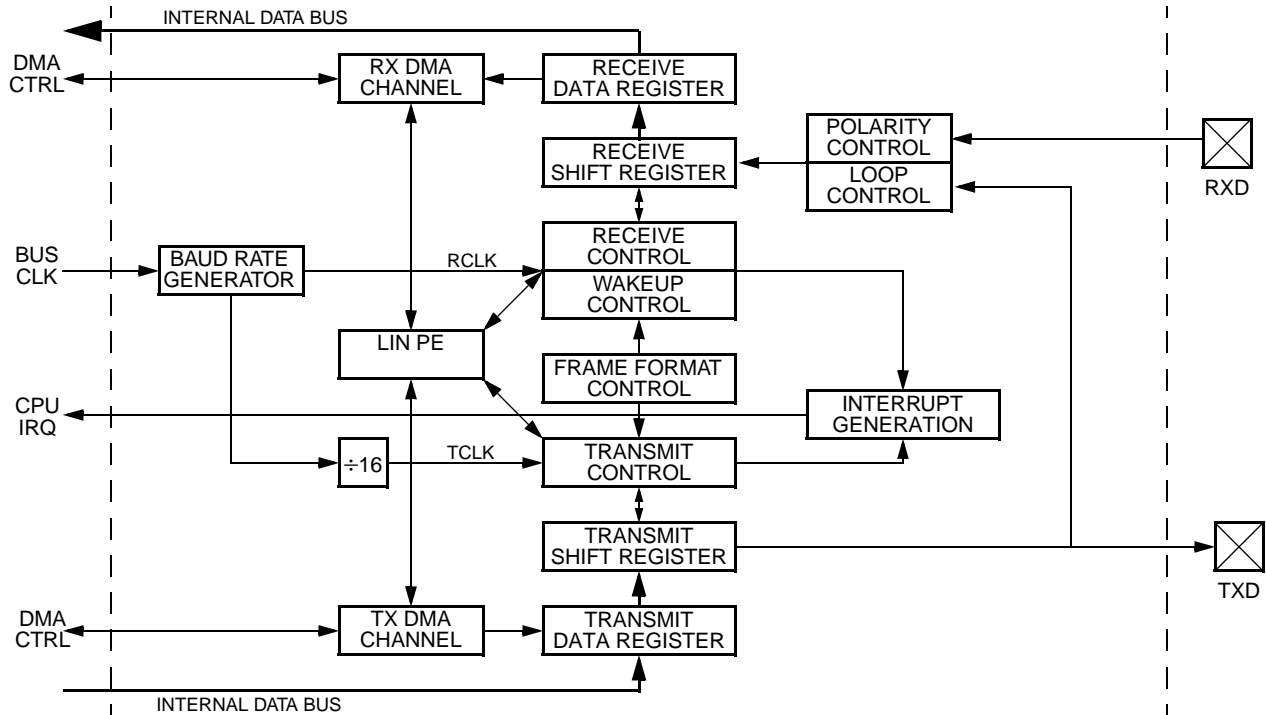 INTERNAL DATA BUS
DMA
CTRL
RX DMA
CHANNEL
RECEIVE
DATA REGISTER
POLARITY
CONTROL
LOOP
CONTROL
RXD
RECEIVE
SHIFT REGISTER
BUS
CLK
BAUD RATE
GENERATOR
RCLK
RECEIVE
CONTROL
WAKEUP
CONTROL
LIN PE
FRAME FORMAT
CONTROL
CPU
IRQ
INTERRUPT
GENERATION
÷16
TCLK
TRANSMIT
CONTROL
TRANSMIT
SHIFT REGISTER
TXD
DMA
CTRL
TX DMA
CHANNEL
TRANSMIT
DATA REGISTER
INTERNAL DATA BUS